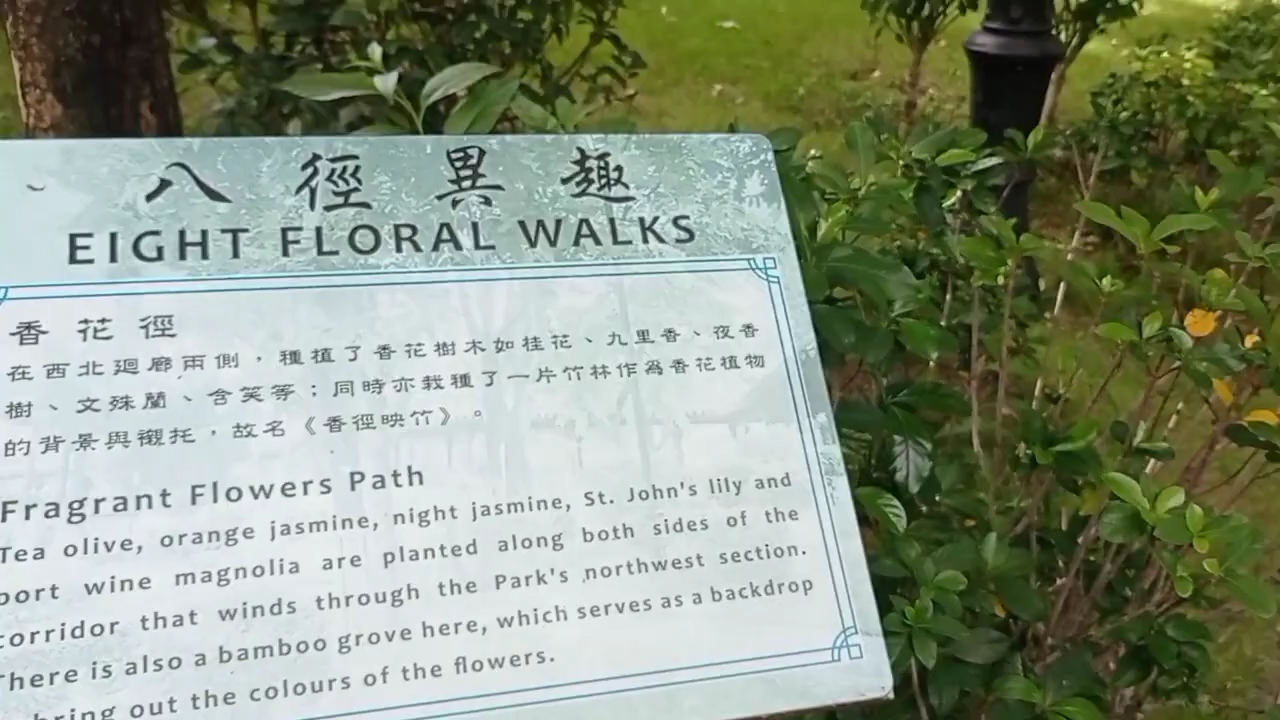 八徑異趣
EIGHT FLORAL WALKS
香花徑
在西北廻廊兩側，種植了香花樹木如桂花、九里香、夜香
樹、文殊蘭、含笑等；同時亦栽種了一片竹林作爲香花植物
的背景與襯托，故名《香徑映竹》。
Fragrant Flowers Path
Tea olive, orange jasmine, night jasmine, St. John's lily and
port wine magnolia are planted along both sides of the
corridor that winds through the Park's northwest section.
There is also a bamboo grove here, which serves as a backdrop
bring out the colours of the flowers.